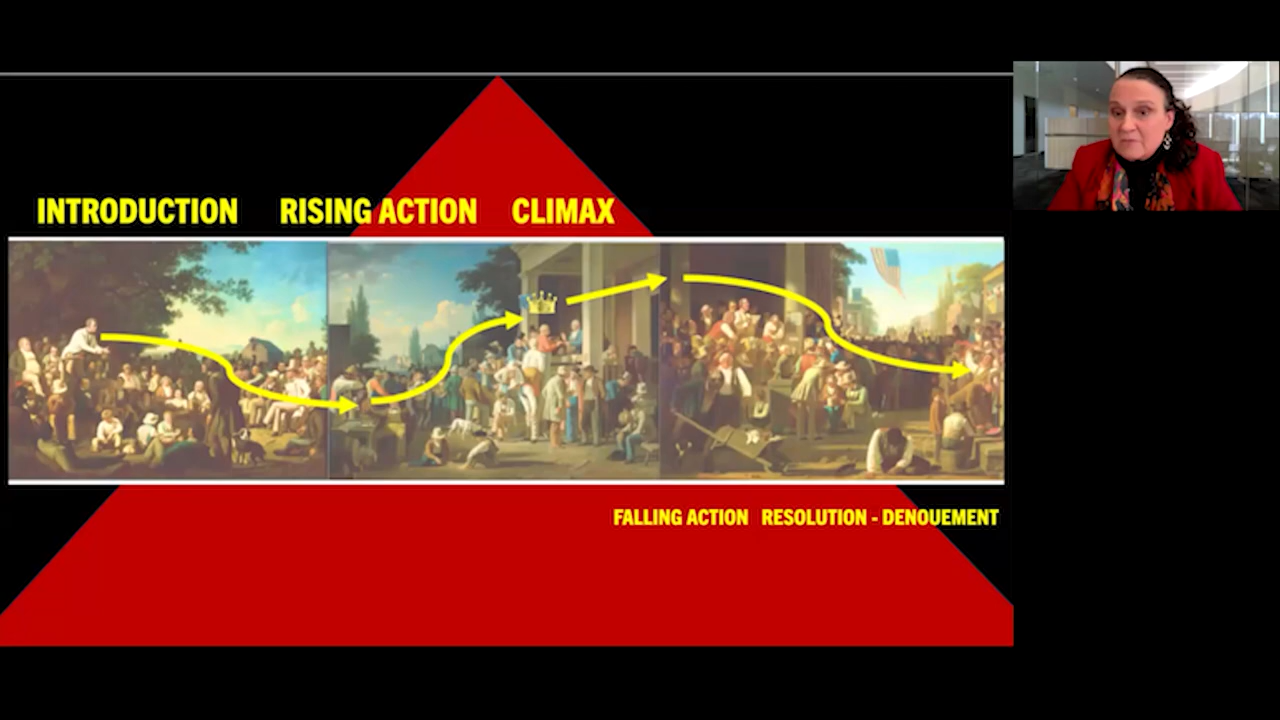 INTRODUCTION RISING ACTION CLIMAX
FALLING ACTION RESOLUTION - DENOUEMENT